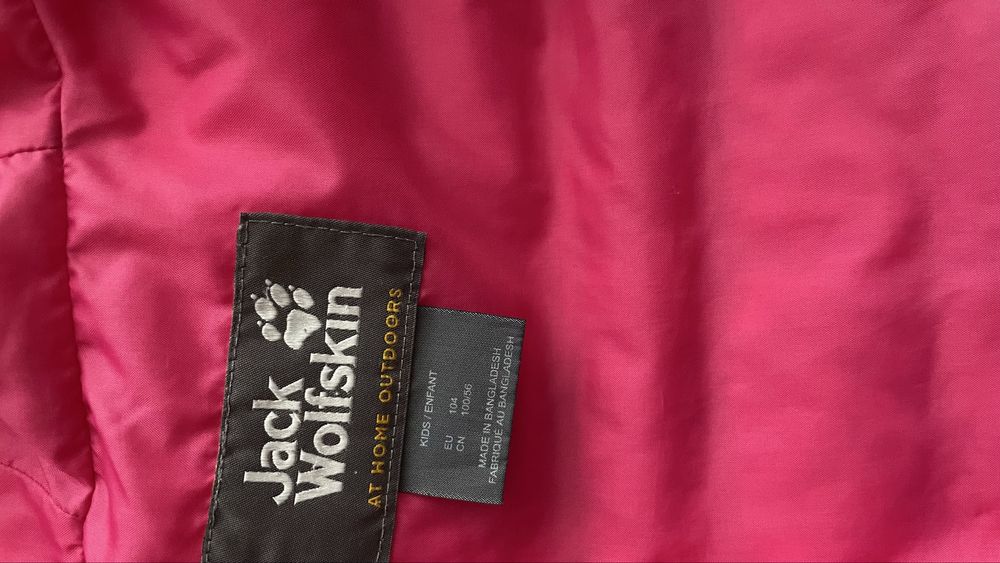 Jack
Wolfskin
AT HOME OUTDOORS
KIDS / ENFANT
EU 104
CN 100/56
MADE IN BANGLADESH
FABRIQUÉ AU BANGLADESH